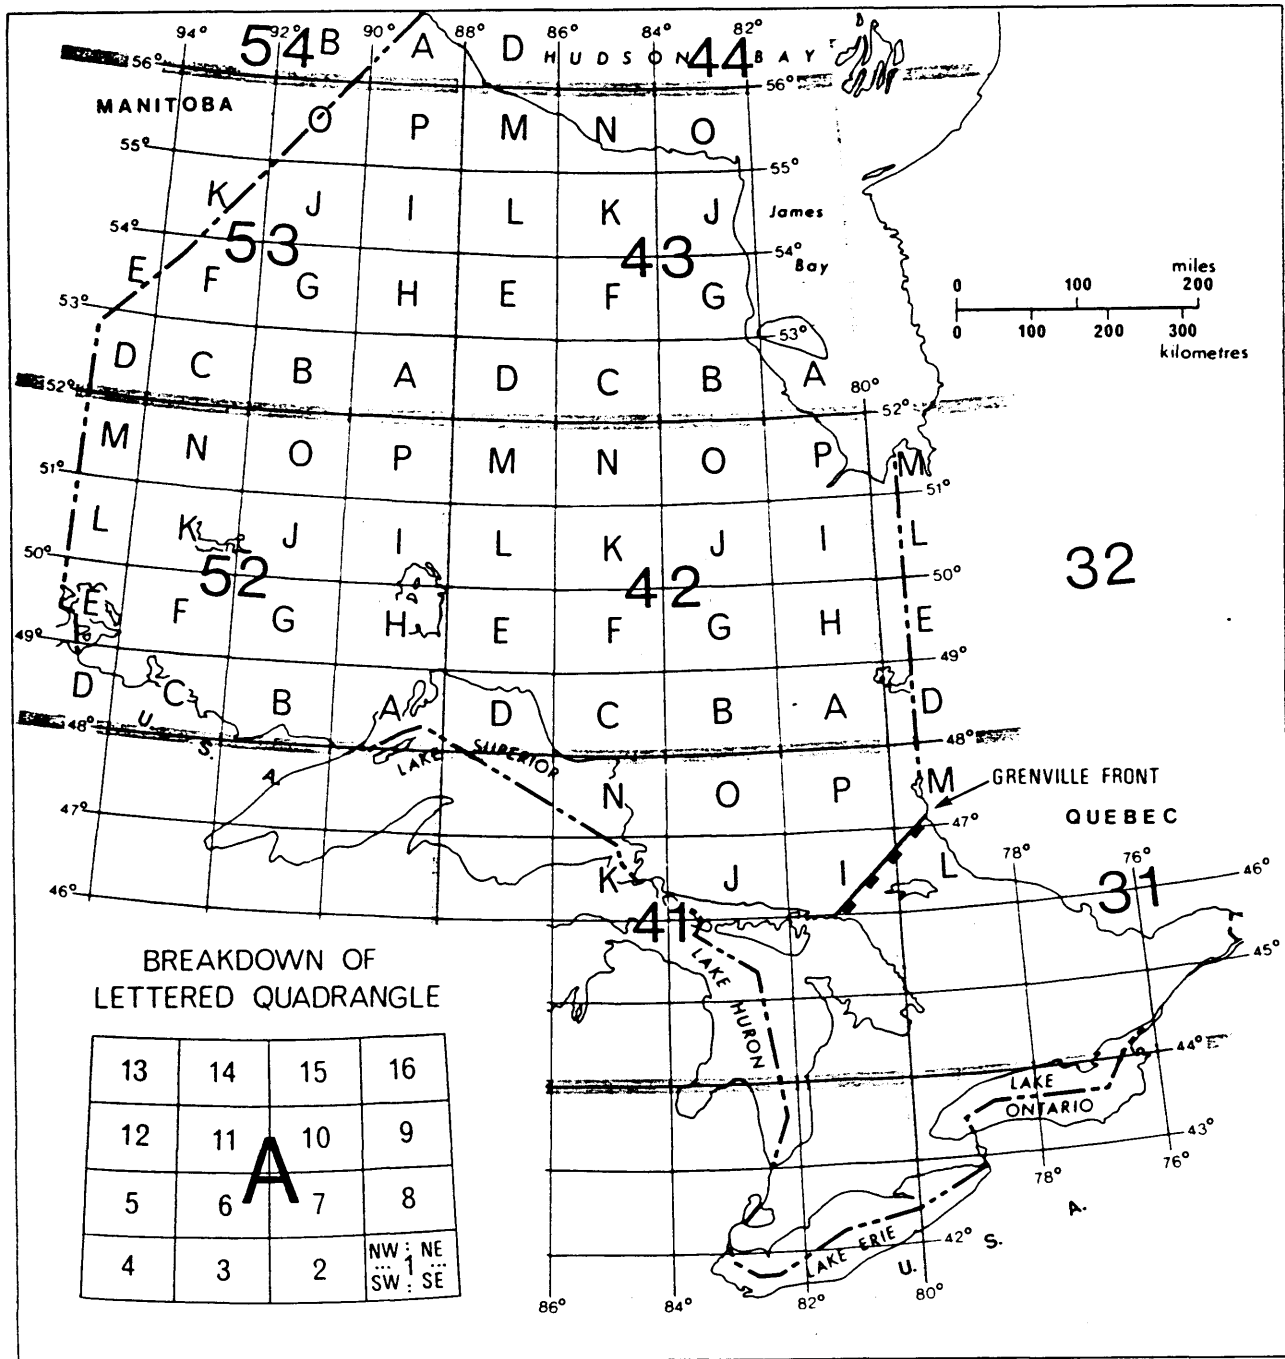 94° 92° 90° 88° 86° 84° 82°
54 B A D HUDSON 44 BAY
56° 56°
MANITOBA
O P M N O
55° 55°
K J I L K J James
54° 53 43 54°
Bay
E F G H E F G
miles
0 100 100 200
53° 53°
0 100 200 300
kilometres
D C B A D C B A
80°
52° 52°
M N O P M N O P M
51° 51°
L K J I L K J I L
50° 52 42 50° 32
E F G H E F G H E
49° 49°
D C B A D C B A D
48° U. S. A. 48°
LAKE SUPERIOR
N O P M
GRENVILLE FRONT
47° 47° QUEBEC
78° 76°
K J I L
46° 41 31 46°
LAKE HURON
45°
BREAKDOWN OF
LETTERED QUADRANGLE
44°
13 14 15 16
12 11 10 9
A
5 6 7 8
4 3 2
NW NE
1
SW SE
LAKE
ONTARIO
43°
78° 76°
LAKE ERIE
42°
U. S. A.
86° 84° 82° 80°